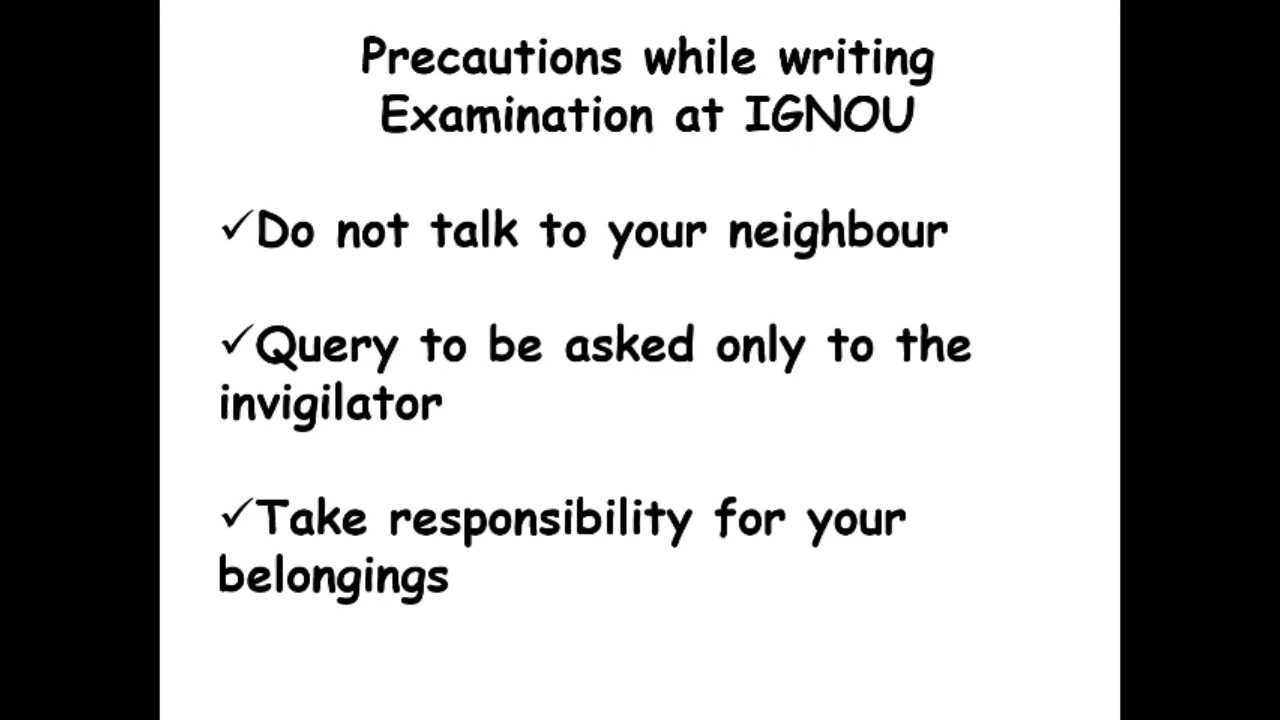 Precautions while writing
Examination at IGNOU
✓Do not talk to your neighbour
✓Query to be asked only to the
invigilator
✓Take responsibility for your
belongings